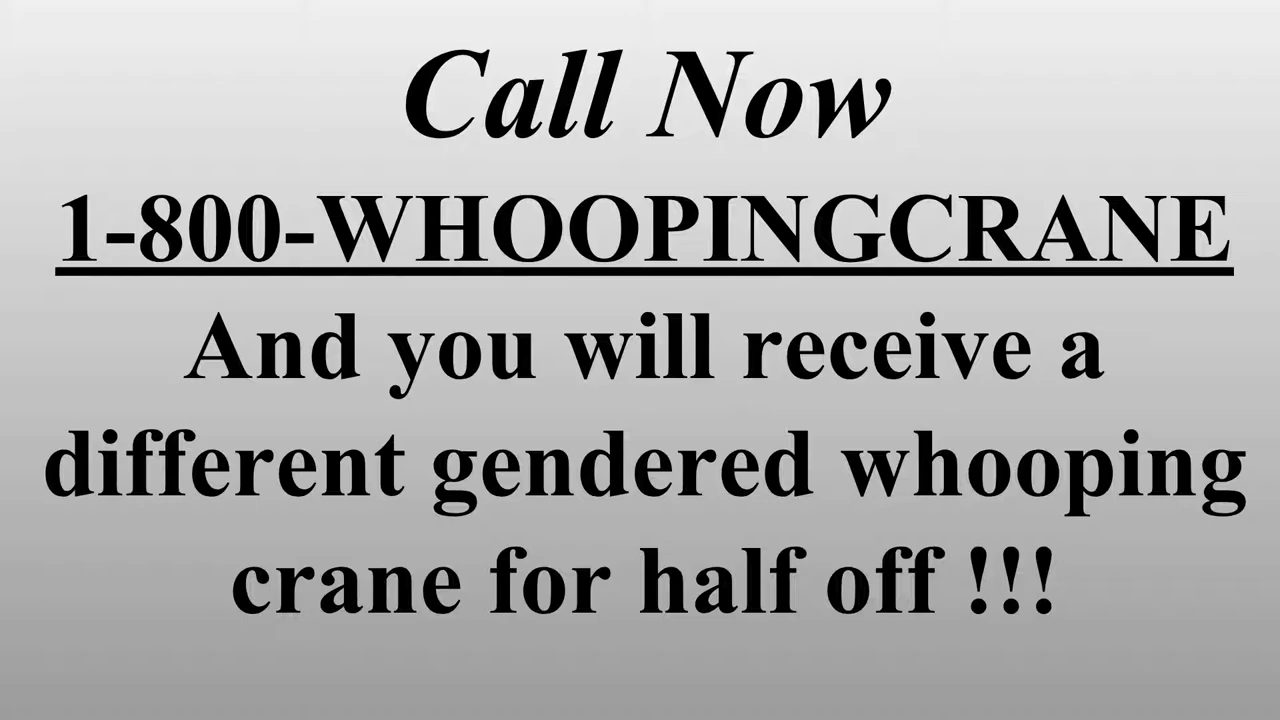 Call Now
1-800-WHOOPINGCRANE
And you will receive a
different gendered whooping
crane for half off !!!